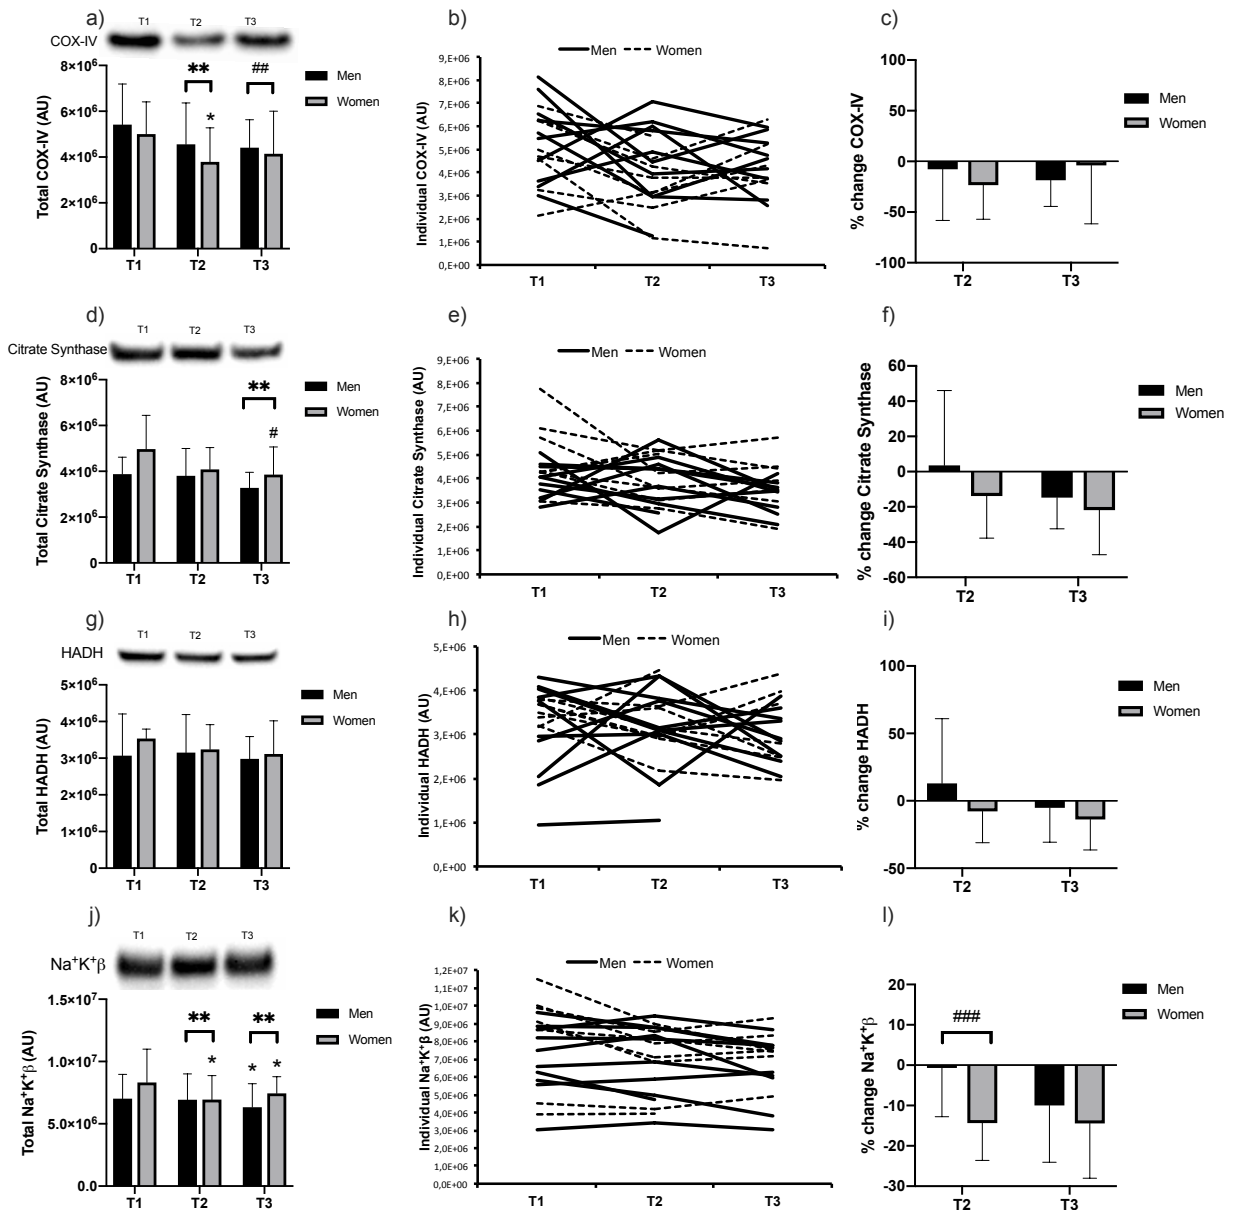 a)
T1 T2 T3
COX-IV
Total COX-IV (AU)
8×10⁶
6×10⁶
4×10⁶
2×10⁶
0
** ##
*
Men
Women
T1 T2 T3
b)
Men Women
Individual COX-IV (AU)
9,E+06
8,E+06
7,E+06
6,E+06
5,E+06
4,E+06
3,E+06
2,E+06
1,E+06
0,E+00
T1 T2 T3
c)
% change COX-IV
100
50
0
-50
-100
Men
Women
T2 T3
d)
T1 T2 T3
Citrate Synthase
Total Citrate Synthase (AU)
8×10⁶
6×10⁶
4×10⁶
2×10⁶
0
**
#
Men
Women
T1 T2 T3
e)
Men Women
Individual Citrate Synthase (AU)
9,E+06
8,E+06
7,E+06
6,E+06
5,E+06
4,E+06
3,E+06
2,E+06
1,E+06
0,E+00
T1 T2 T3
f)
% change Citrate Synthase
60
40
20
0
-20
-40
-60
Men
Women
T2 T3
g)
T1 T2 T3
HADH
Total HADH (AU)
5×10⁶
4×10⁶
3×10⁶
2×10⁶
1×10⁶
0
Men
Women
T1 T2 T3
h)
Men Women
Individual HADH (AU)
5,E+06
4,E+06
3,E+06
2,E+06
1,E+06
0,E+00
T1 T2 T3
i)
% change HADH
100
50
0
-50
Men
Women
T2 T3
j)
T1 T2 T3
Na⁺K⁺β
Total Na⁺K⁺β (AU)
1.5×10⁷
1.0×10⁷
5.0×10⁶
0.0
** **
* * *
Men
Women
T1 T2 T3
k)
Men Women
Individual Na⁺K⁺β (AU)
1,2E+07
1,1E+07
1,0E+07
9,0E+06
8,0E+06
7,0E+06
6,0E+06
5,0E+06
4,0E+06
3,0E+06
2,0E+06
1,0E+06
0,0E+00
T1 T2 T3
l)
% change Na⁺K⁺β
20
10
0
-10
-20
-30
###
Men
Women
T2 T3